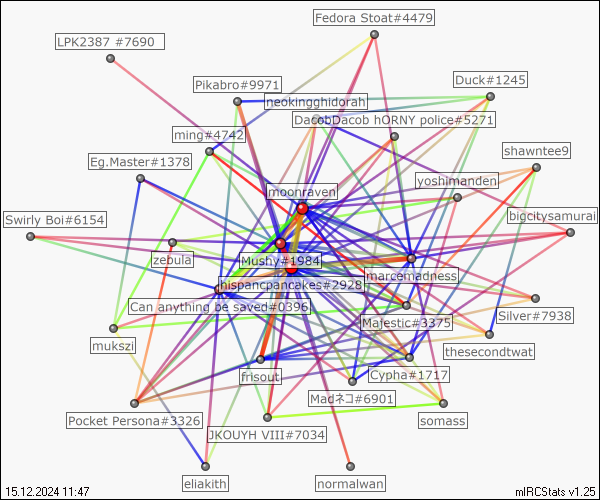 Fedora Stoat#4479
LPK2387 #7690
Pikabro#9971
Duck#1245
neokingghidorah
DacobDacob hORNY police#5271
ming#4742
shawntee9
Eg.Master#1378
yoshimanden
moonraven
Swirly Boi#6154
bigcitysamurai
zebula
Mushy#1984
marcemadness
hispancpancakes#2928
Can anything be saved#0396
Silver#7938
Majestic#3375
mukszi
thesecondtwat
frisout
Cypha#1717
Madネコ#6901
Pocket Persona#3326
somass
JKOUYH VIII#7034
eliakith
normalwan
15.12.2024 11:47
mIRCStats v1.25